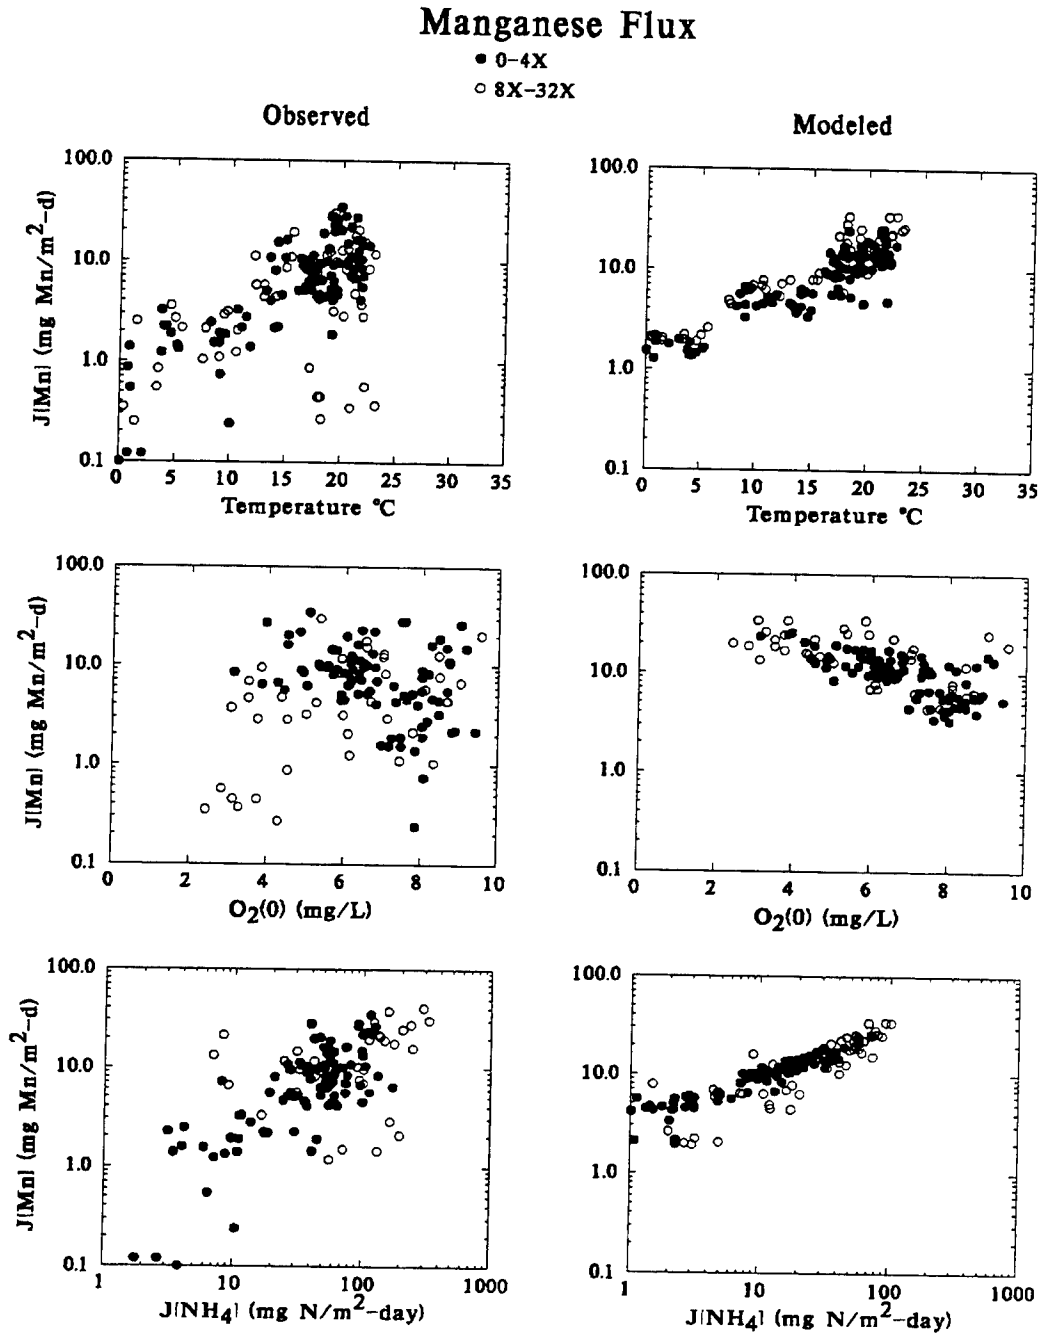 Manganese Flux
● 0-4X
○ 8X-32X
Observed
Modeled
100.0
10.0
1.0
0.1
J[Mn] (mg Mn/m²-d)
0 5 10 15 20 25 30 35
Temperature °C
100.0
10.0
1.0
0.1
0 5 10 15 20 25 30 35
Temperature °C
100.0
10.0
1.0
0.1
J[Mn] (mg Mn/m²-d)
0 2 4 6 8 10
O₂(0) (mg/L)
100.0
10.0
1.0
0.1
0 2 4 6 8 10
O₂(0) (mg/L)
100.0
10.0
1.0
0.1
J[Mn] (mg Mn/m²-d)
1 10 100 1000
J[NH₄] (mg N/m²-day)
100.0
10.0
1.0
0.1
1 10 100 1000
J[NH₄] (mg N/m²-day)